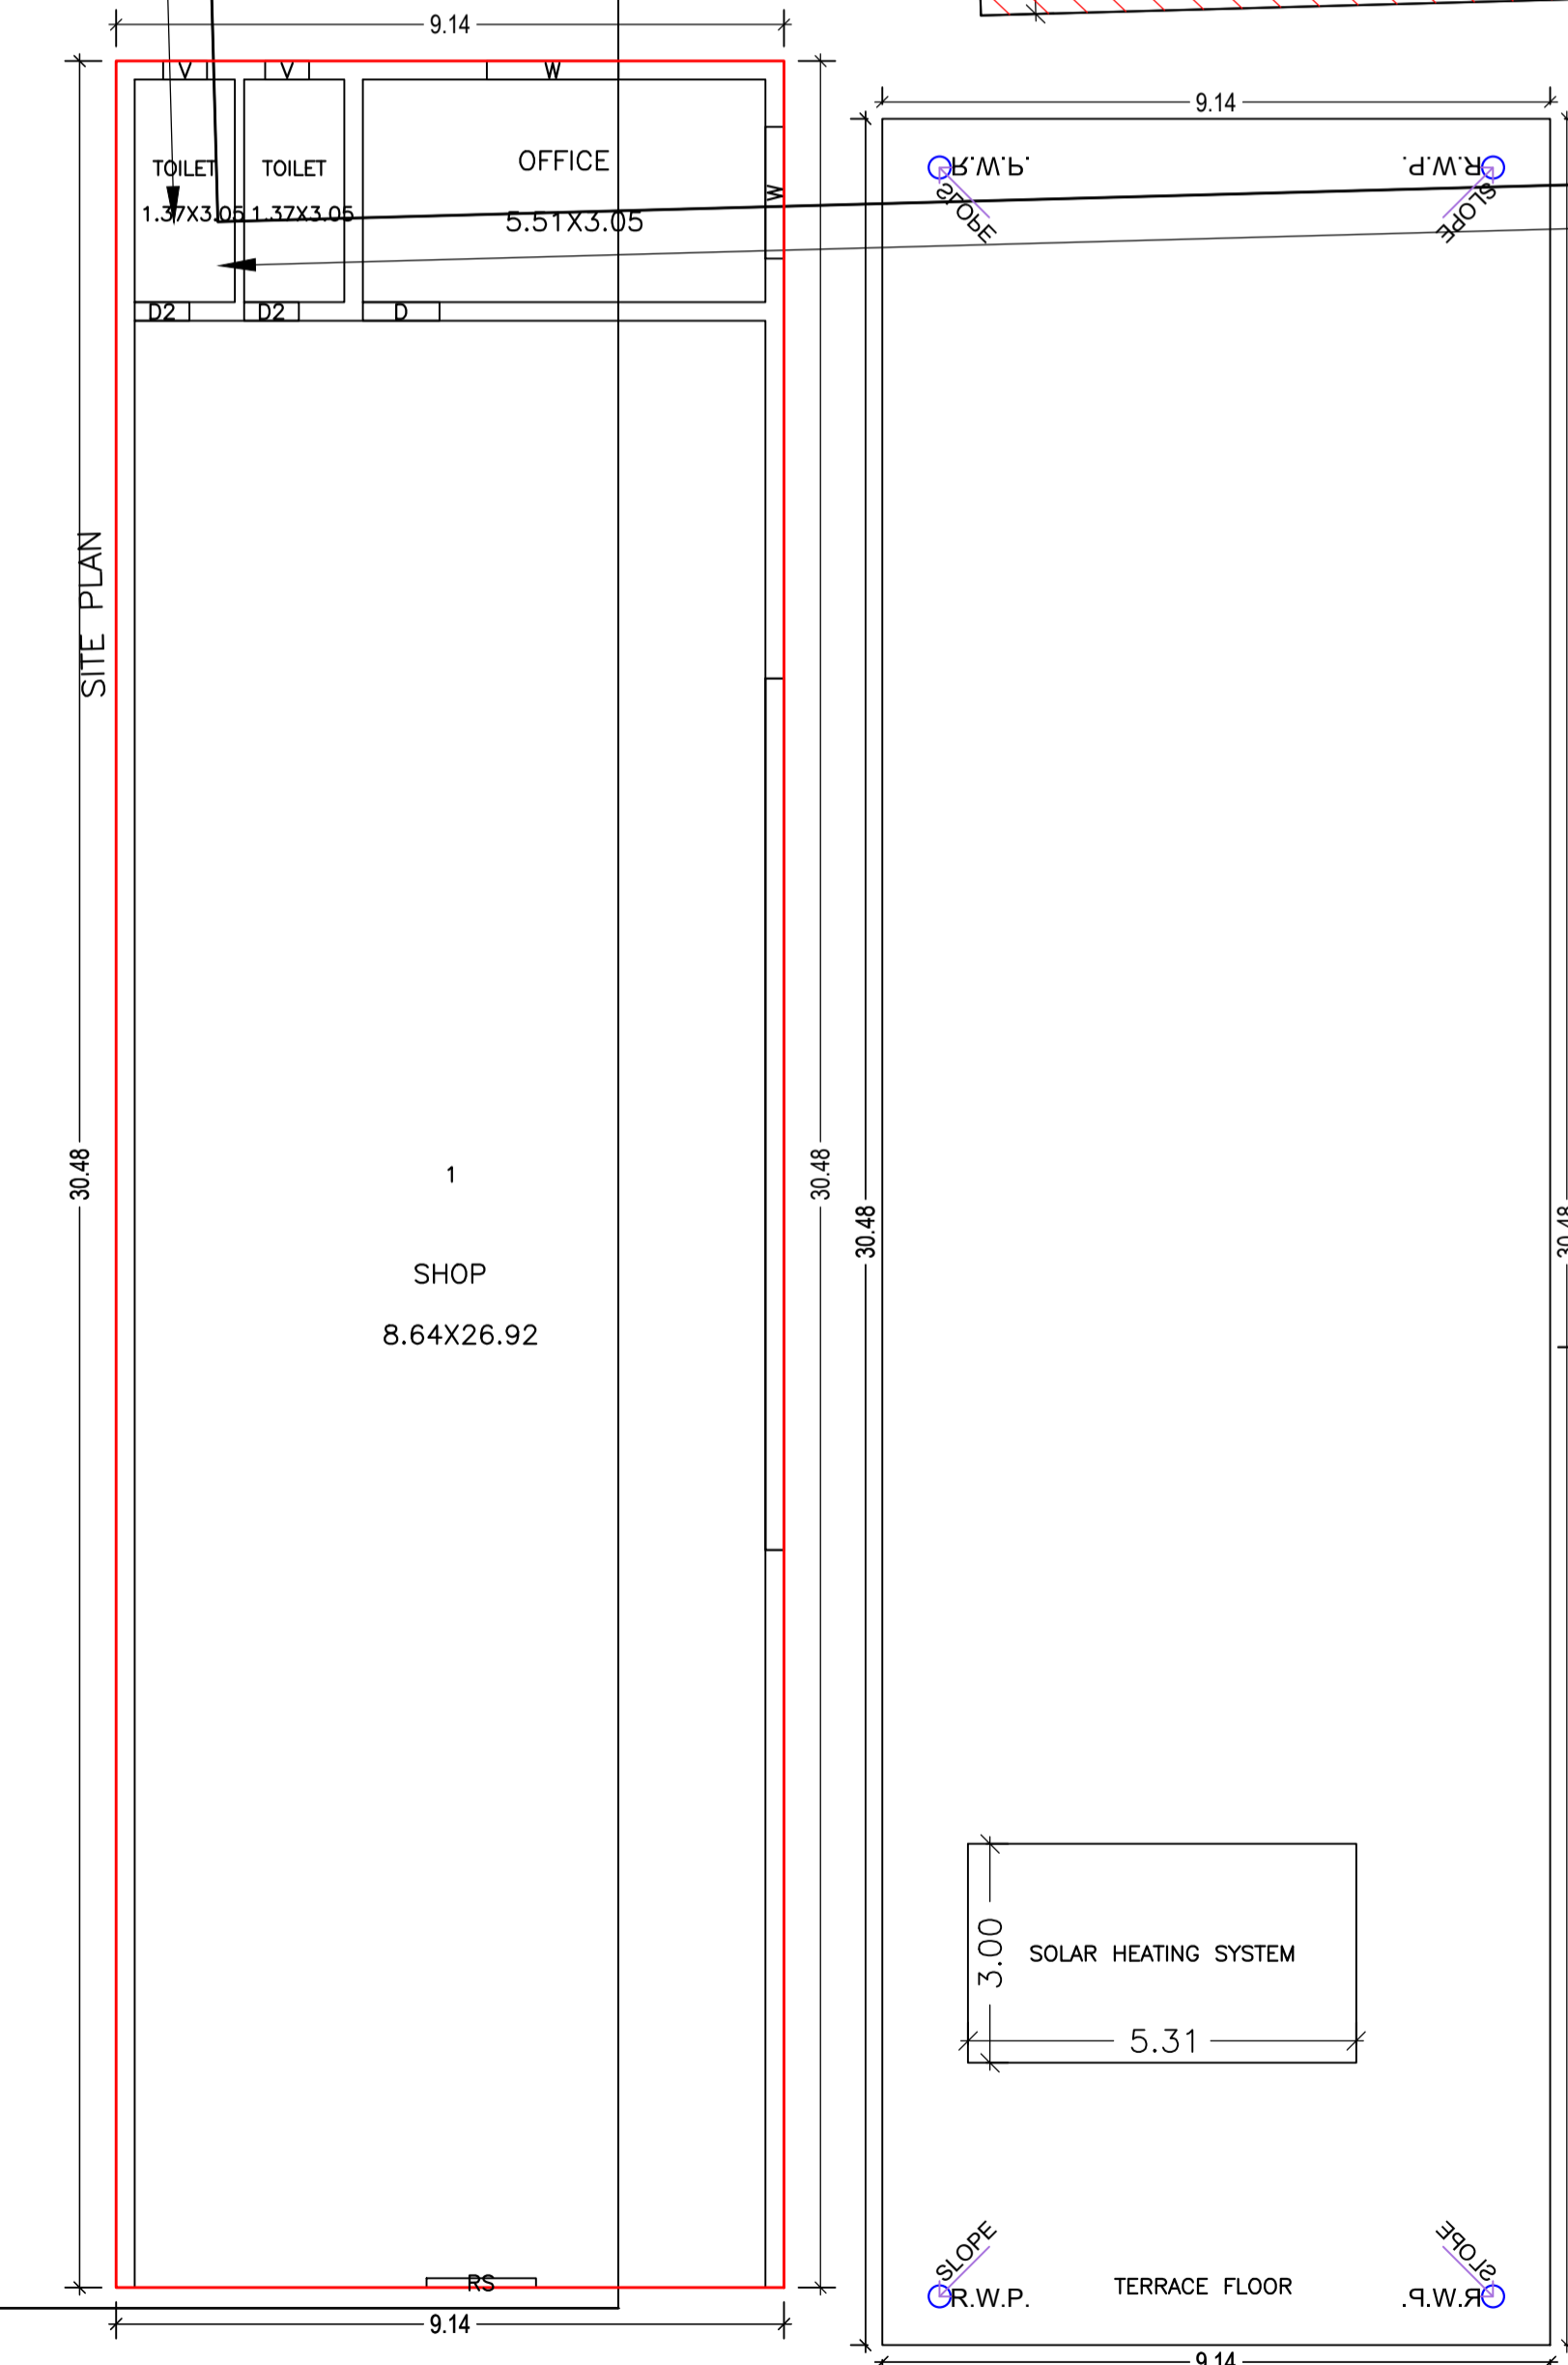 9.14
V
V
W
TOILET
TOILET
OFFICE
1.37X3.05
1.37X3.05
5.51X3.05
W
D2
D2
D
SITE PLAN
30.48
30.48
1
SHOP
8.64X26.92
RS
9.14
9.14
R.W.P.
R.W.P.
SLOPE
SLOPE
30.48
30.48
3.00
SOLAR HEATING SYSTEM
5.31
SLOPE
SLOPE
R.W.P.
TERRACE FLOOR
R.W.P.
9.14